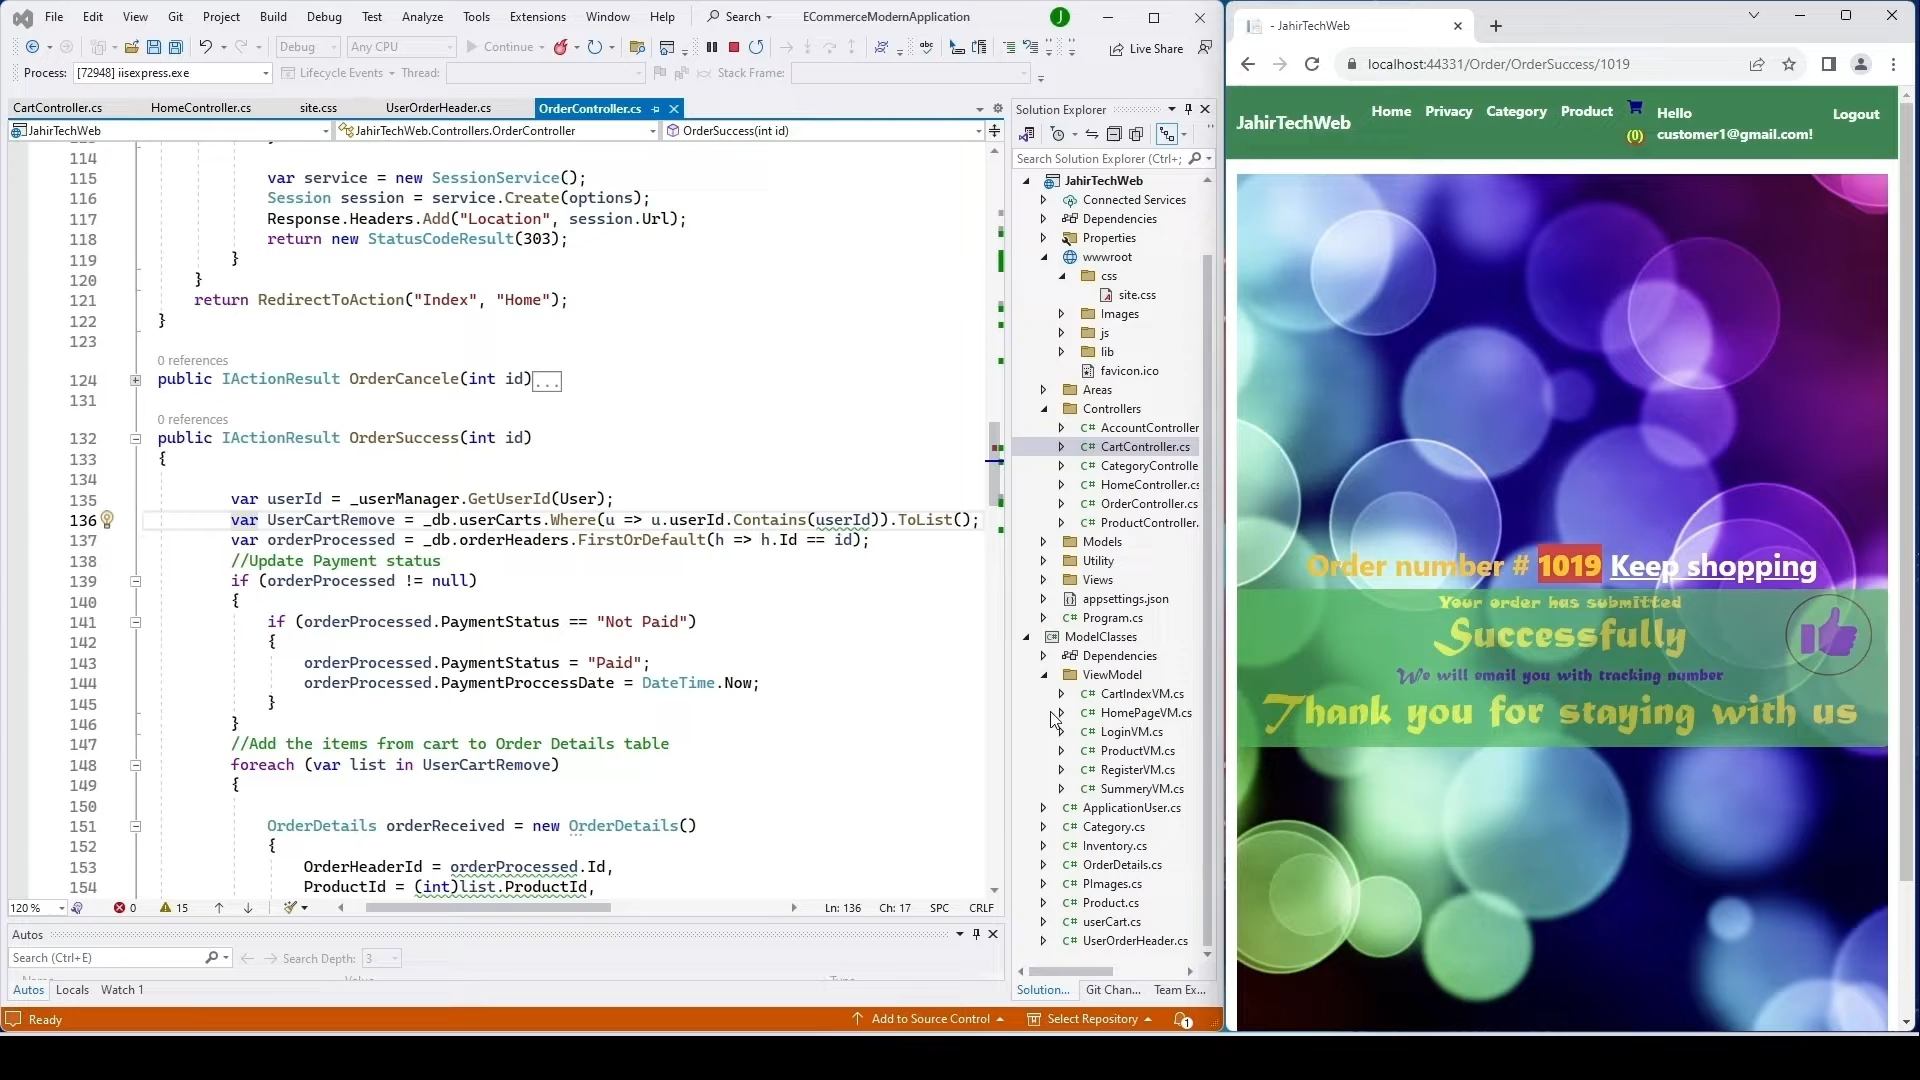 File Edit View Git Project Build Debug Test Analyze Tools Extensions Window Help Search ECommerceModernApplication J
Debug Any CPU Continue abc Live Share
Process: [72948] iisexpress.exe Lifecycle Events Thread: Stack Frame:
CartController.cs HomeController.cs site.css UserOrderHeader.cs OrderController.cs
JahirTechWeb JahirTechWeb.Controllers.OrderController OrderSuccess(int id)
114
115 var service = new SessionService();
116 Session session = service.Create(options);
117 Response.Headers.Add("Location", session.Url);
118 return new StatusCodeResult(303);
119 }
120 }
121 return RedirectToAction("Index", "Home");
122 }
123
0 references
124 public IActionResult OrderCancele(int id)...
131
0 references
132 public IActionResult OrderSuccess(int id)
133 {
134
135 var userId = _userManager.GetUserId(User);
136 var UserCartRemove = _db.userCarts.Where(u => u.userId.Contains(userId)).ToList();
137 var orderProcessed = _db.orderHeaders.FirstOrDefault(h => h.Id == id);
138 //Update Payment status
139 if (orderProcessed != null)
140 {
141 if (orderProcessed.PaymentStatus == "Not Paid")
142 {
143 orderProcessed.PaymentStatus = "Paid";
144 orderProcessed.PaymentProccessDate = DateTime.Now;
145 }
146 }
147 //Add the items from cart to Order Details table
148 foreach (var list in UserCartRemove)
149 {
150
151 OrderDetails orderReceived = new OrderDetails()
152 {
153 OrderHeaderId = orderProcessed.Id,
154 ProductId = (int)list.ProductId,
120 % 0 15 Ln: 136 Ch: 17 SPC CRLF
Autos
Search (Ctrl+E) Search Depth: 3
Autos Locals Watch 1
Ready Add to Source Control Select Repository 1
Solution Explorer
Search Solution Explorer (Ctrl+;
JahirTechWeb
Connected Services
Dependencies
Properties
wwwroot
css
site.css
Images
js
lib
favicon.ico
Areas
Controllers
C# AccountController
C# CartController.cs
C# CategoryControlle
C# HomeController.cs
C# OrderController.cs
C# ProductController.
Models
Utility
Views
appsettings.json
C# Program.cs
C# ModelClasses
Dependencies
ViewModel
C# CartIndexVM.cs
C# HomePageVM.cs
C# LoginVM.cs
C# ProductVM.cs
C# RegisterVM.cs
C# SummeryVM.cs
C# ApplicationUser.cs
C# Category.cs
C# Inventory.cs
C# OrderDetails.cs
C# PImages.cs
C# Product.cs
C# userCart.cs
C# UserOrderHeader.cs
Solution... Git Chan... Team Ex...
- JahirTechWeb
localhost:44331/Order/OrderSuccess/1019
JahirTechWeb Home Privacy Category Product (0) Hello customer1@gmail.com! Logout
Order number # 1019 Keep shopping
Your order has submitted
Successfully
We will email you with tracking number
Thank you for staying with us